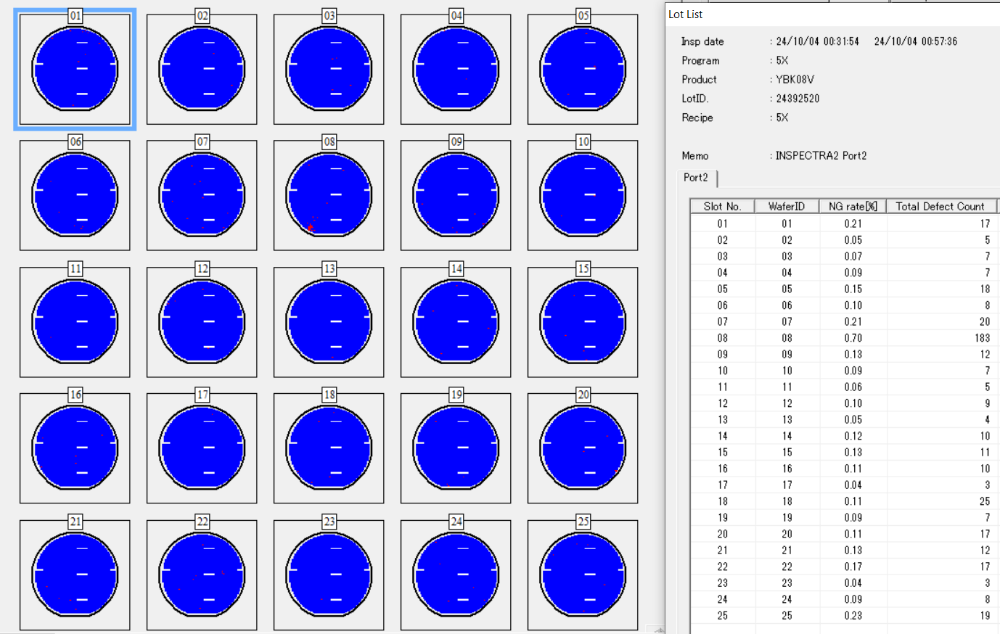 01 02 03 04 05
06 07 08 09 10
11 12 13 14 15
16 17 18 19 20
21 22 23 24 25
Lot List
Insp date : 24/10/04 00:31:54 24/10/04 00:57:36
Program : 5X
Product : YBK08V
LotID. : 24392520
Recipe : 5X
Memo : INSPECTRA2 Port2
Port2
Slot No. WaferID NG rate[%] Total Defect Count
01 01 0.21 17
02 02 0.05 5
03 03 0.07 7
04 04 0.09 7
05 05 0.15 18
06 06 0.10 8
07 07 0.21 20
08 08 0.70 183
09 09 0.13 12
10 10 0.09 7
11 11 0.06 5
12 12 0.10 9
13 13 0.05 4
14 14 0.12 10
15 15 0.13 11
16 16 0.11 10
17 17 0.04 3
18 18 0.11 25
19 19 0.09 7
20 20 0.11 17
21 21 0.13 12
22 22 0.17 17
23 23 0.04 3
24 24 0.09 8
25 25 0.23 19